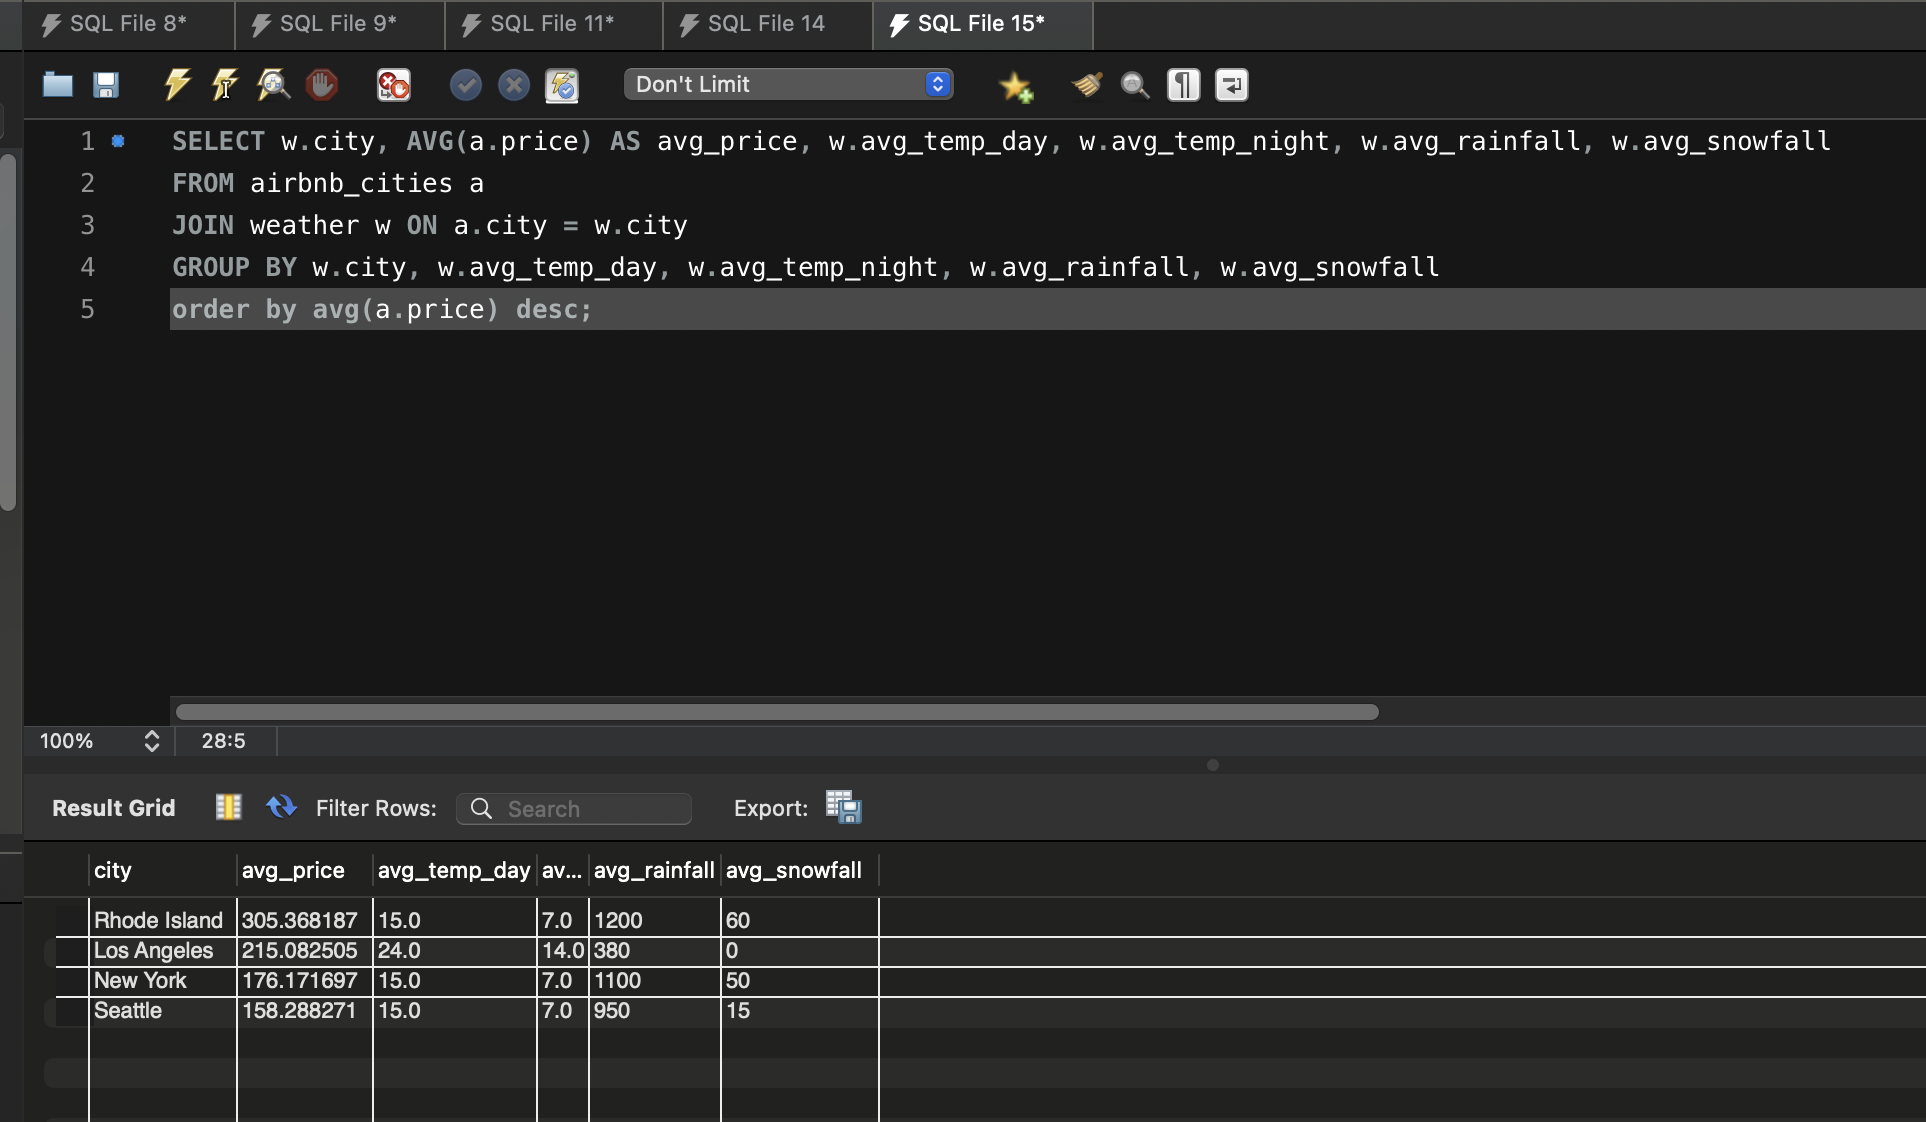 SQL File 8* SQL File 9* SQL File 11* SQL File 14 SQL File 15*
Don't Limit
1 SELECT w.city, AVG(a.price) AS avg_price, w.avg_temp_day, w.avg_temp_night, w.avg_rainfall, w.avg_snowfall
2 FROM airbnb_cities a
3 JOIN weather w ON a.city = w.city
4 GROUP BY w.city, w.avg_temp_day, w.avg_temp_night, w.avg_rainfall, w.avg_snowfall
5 order by avg(a.price) desc;
100% 28:5
Result Grid Filter Rows: Search Export:
city avg_price avg_temp_day av... avg_rainfall avg_snowfall
Rhode Island 305.368187 15.0 7.0 1200 60
Los Angeles 215.082505 24.0 14.0 380 0
New York 176.171697 15.0 7.0 1100 50
Seattle 158.288271 15.0 7.0 950 15